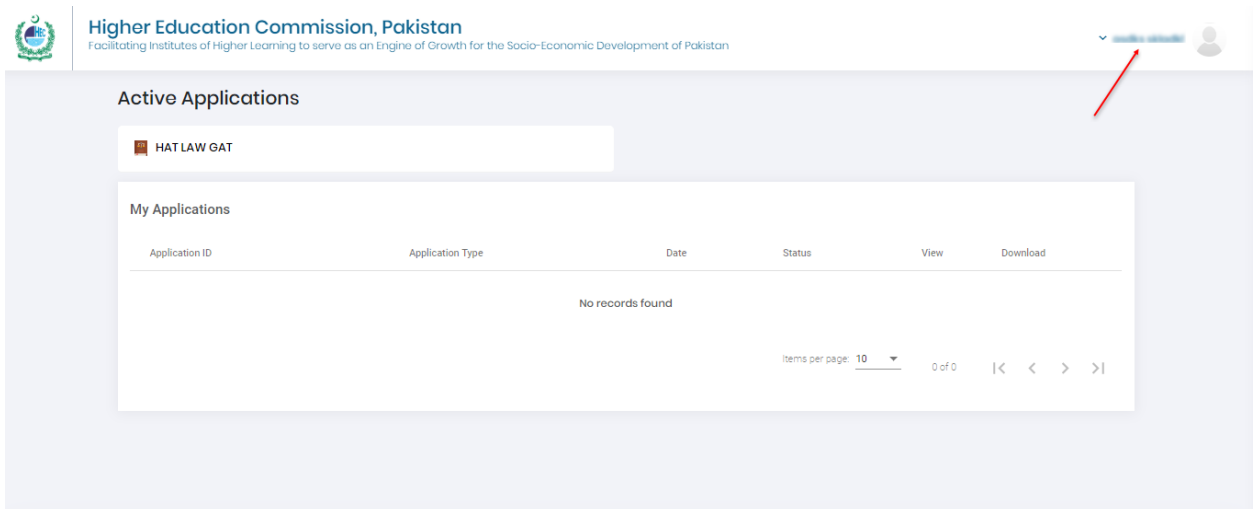 HEC
Higher Education Commission, Pakistan
Facilitating Institutes of Higher Learning to serve as an Engine of Growth for the Socio-Economic Development of Pakistan
Active Applications
HAT LAW GAT
My Applications
Application ID Application Type Date Status View Download
No records found
Items per page: 10 0 of 0